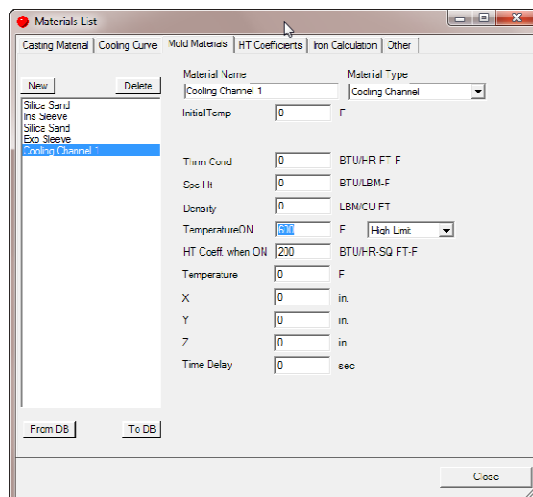 Materials List
Casting Material Cooling Curve Mold Materials HT Coefficients Iron Calculation Other
Material Name Material Type
New Delete Cooling Channel 1 Cooling Channel
Silica Sand
Ins Sleeve
Silica Sand
Exo Sleeve
Cooling Channel 1
Initial Temp 0 F
Thrm Cond 0 BTU/HR-FT-F
Spc Ht 0 BTU/LBM-F
Density 0 LBM/CU FT
TemperatureON 600 F High Limit
HT Coeff. when ON 200 BTU/HR-SQ FT-F
Temperature 0 F
X 0 in.
Y 0 in.
Z 0 in
Time Delay 0 sec
From DB To DB
Close